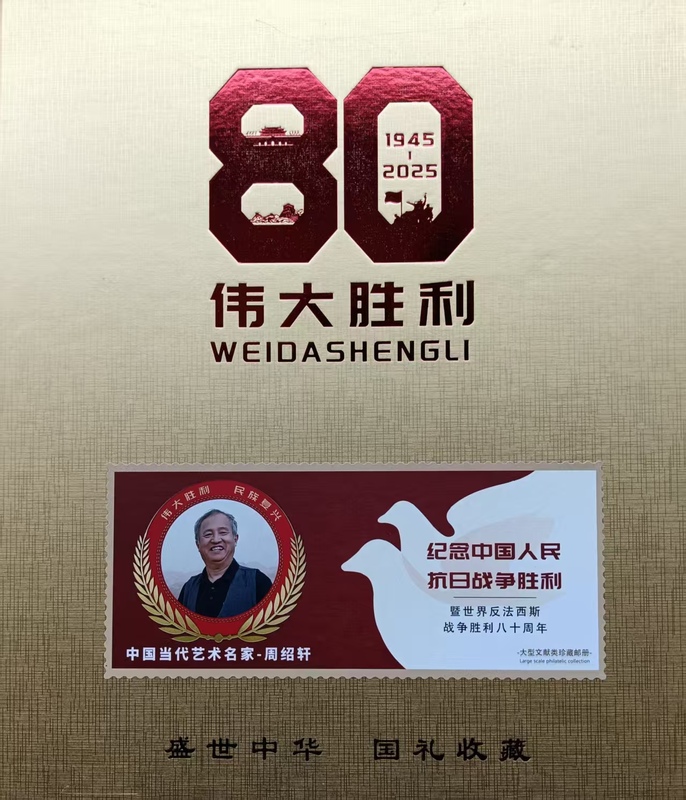 80
1945
-
2025
伟大胜利
WEIDASHENGLI
伟大胜利 民族复兴
中国当代艺术名家-周绍轩
纪念中国人民
抗日战争胜利
暨世界反法西斯
战争胜利八十周年
-大型文献类珍藏邮册-
Large scale philatelic collection
盛世中华 国礼收藏